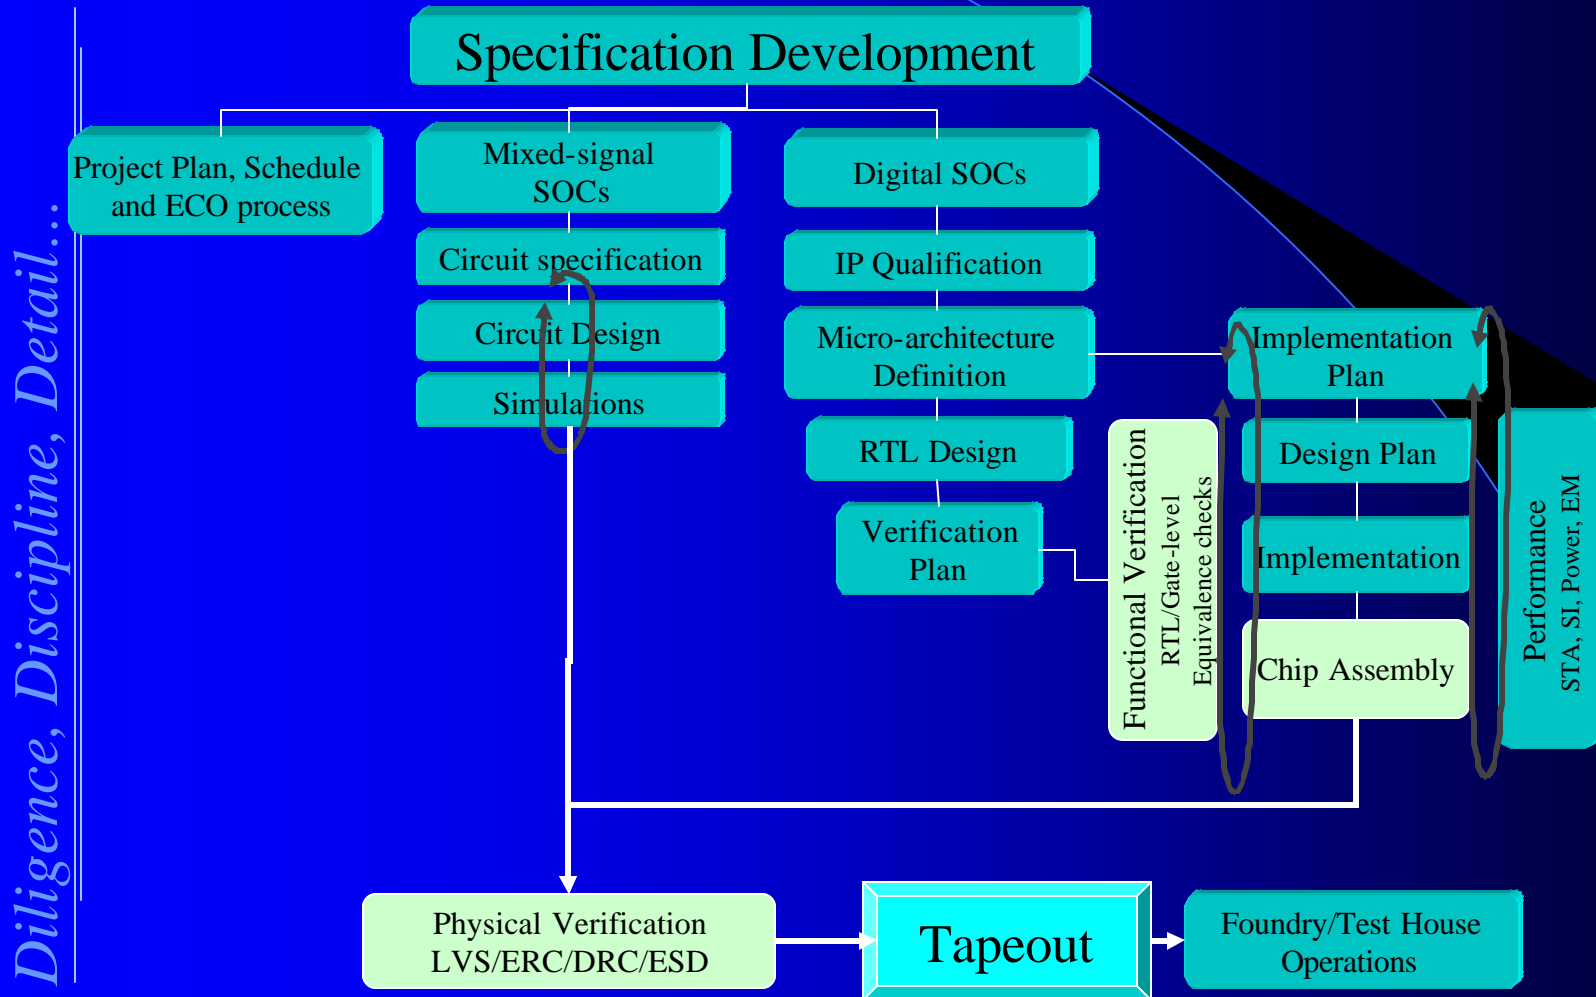 Specification Development
Project Plan, Schedule
and ECO process
Mixed-signal
SOCs
Digital SOCs
Circuit specification
IP Qualification
Circuit Design
Micro-architecture
Definition
Implementation
Plan
Simulations
RTL Design
Design Plan
Verification
Plan
Functional Verification
RTL/Gate-level
Equivalence checks
Implementation
Chip Assembly
Performance
STA, SI, Power, EM
Physical Verification
LVS/ERC/DRC/ESD
Tapeout
Foundry/Test House
Operations
Diligence, Discipline, Detail...